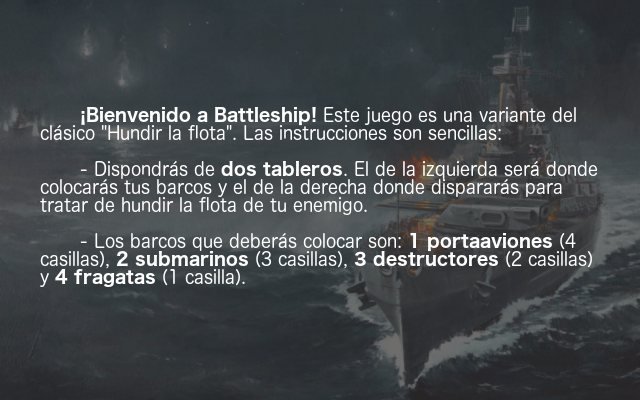 ¡Bienvenido a Battleship! Este juego es una variante del
clásico "Hundir la flota". Las instrucciones son sencillas:
- Dispondrás de dos tableros. El de la izquierda será donde
colocarás tus barcos y el de la derecha donde dispararás para
tratar de hundir la flota de tu enemigo.
- Los barcos que deberás colocar son: 1 portaaviones (4
casillas), 2 submarinos (3 casillas), 3 destructores (2 casillas)
y 4 fragatas (1 casilla).